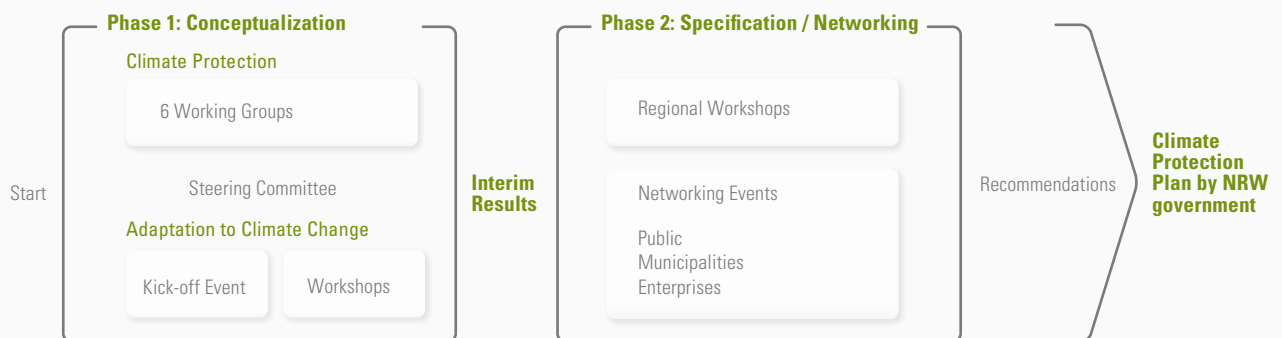 Start
Phase 1: Conceptualization
Climate Protection
6 Working Groups
Steering Committee
Adaptation to Climate Change
Kick-off Event
Workshops
Interim
Results
Phase 2: Specification / Networking
Regional Workshops
Networking Events
Public
Municipalities
Enterprises
Recommendations
Climate
Protection
Plan by NRW
government